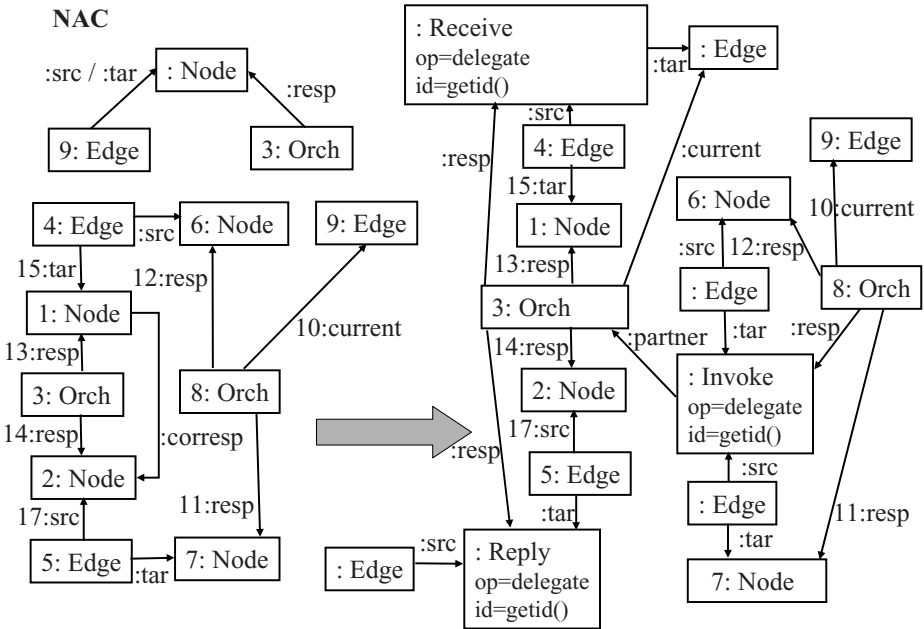 NAC
: Node
:src / :tar
:resp
9: Edge
3: Orch
4: Edge
:src
6: Node
9: Edge
15:tar
12:resp
1: Node
10:current
13:resp
3: Orch
8: Orch
14:resp
:corresp
2: Node
17:src
11:resp
5: Edge
:tar
7: Node
: Receive
op=delegate
id=getid()
:tar
: Edge
:src
:resp
4: Edge
:current
15:tar
1: Node
13:resp
3: Orch
14:resp
:partner
2: Node
17:src
:resp
5: Edge
:tar
: Edge
:src
: Reply
op=delegate
id=getid()
9: Edge
6: Node
10:current
:src
12:resp
: Edge
8: Orch
:tar
:resp
: Invoke
op=delegate
id=getid()
:src
: Edge
11:resp
:tar
7: Node